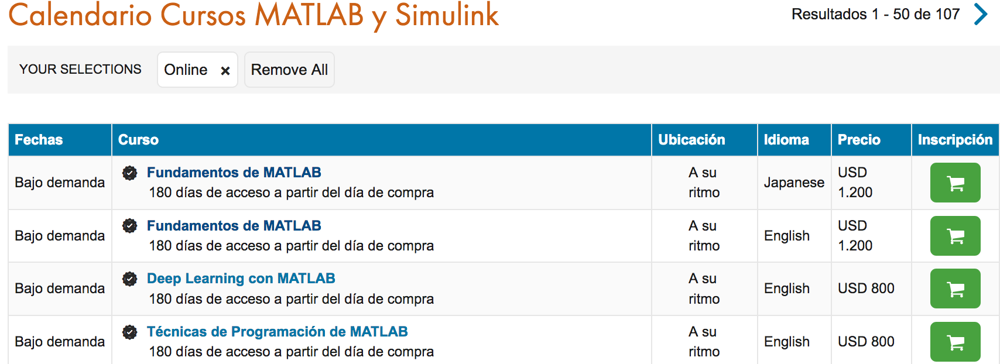 Calendario Cursos MATLAB y Simulink
Resultados 1 - 50 de 107
YOUR SELECTIONS Online × Remove All
Fechas Curso Ubicación Idioma Precio Inscripción
Bajo demanda
Fundamentos de MATLAB
180 días de acceso a partir del día de compra
A su
ritmo
Japanese
USD
1.200
Bajo demanda
Fundamentos de MATLAB
180 días de acceso a partir del día de compra
A su
ritmo
English
USD
1.200
Bajo demanda
Deep Learning con MATLAB
180 días de acceso a partir del día de compra
A su
ritmo
English
USD 800
Bajo demanda
Técnicas de Programación de MATLAB
180 días de acceso a partir del día de compra
A su
ritmo
English
USD 800